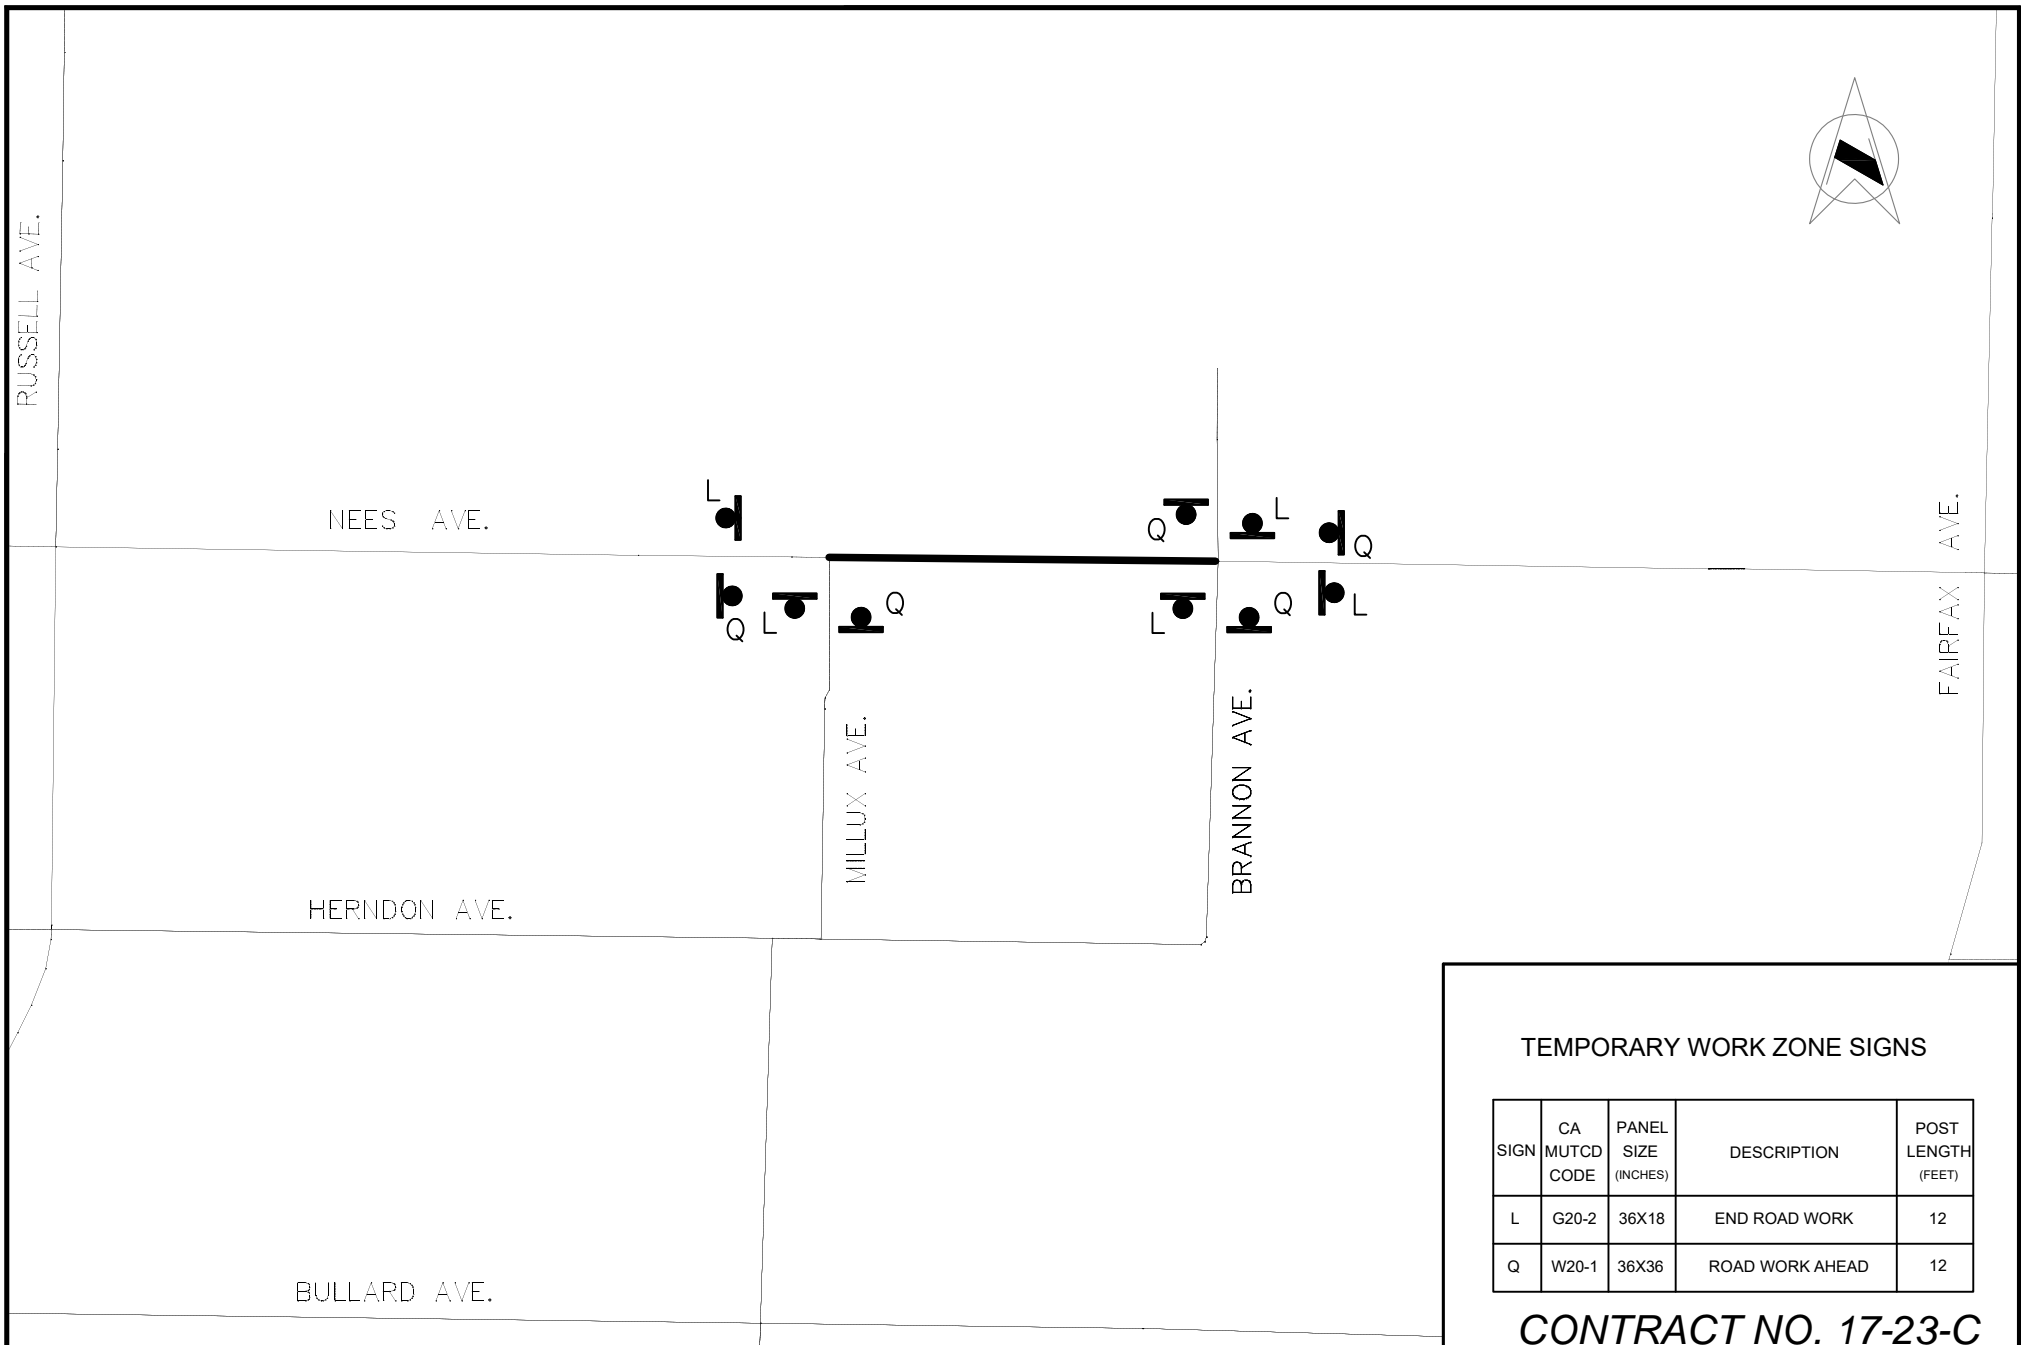 RUSSELL AVE.
NEES AVE.
L
Q
L
Q
Q
L
Q
L
Q
L
MILLUX AVE.
BRANNON AVE.
FAIRFAX AVE.
HERNDON AVE.
BULLARD AVE.
TEMPORARY WORK ZONE SIGNS
SIGN
CA
MUTCD
CODE
PANEL
SIZE
(INCHES)
DESCRIPTION
POST
LENGTH
(FEET)
L G20-2 36X18 END ROAD WORK 12
Q W20-1 36X36 ROAD WORK AHEAD 12
CONTRACT NO. 17-23-C